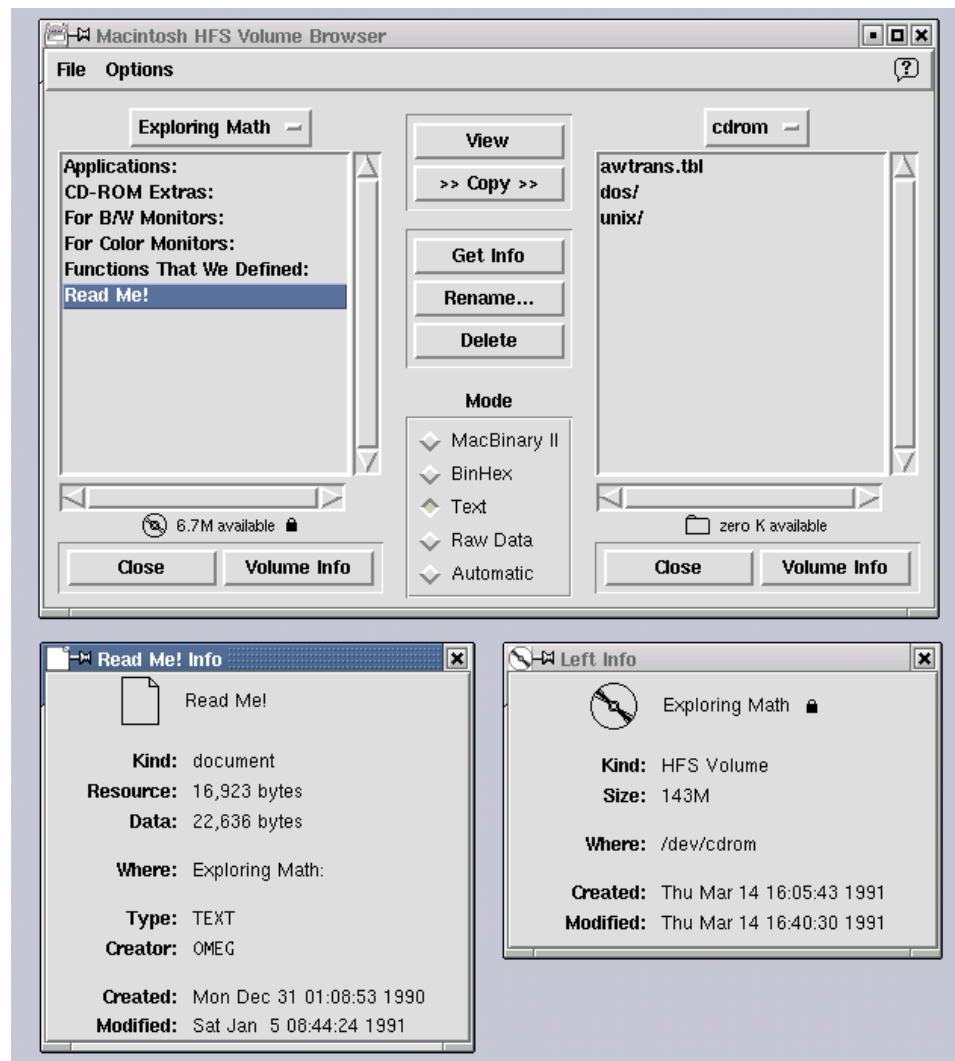 Macintosh HFS Volume Browser
File Options
?
Exploring Math
Applications:
CD-ROM Extras:
For B/W Monitors:
For Color Monitors:
Functions That We Defined:
Read Me!
6.7M available
Close Volume Info
View
>> Copy >>
Get Info
Rename...
Delete
Mode
MacBinary II
BinHex
Text
Raw Data
Automatic
cdrom
awtrans.tbl
dos/
unix/
zero K available
Close Volume Info
Read Me! Info
Read Me!
Kind: document
Resource: 16,923 bytes
Data: 22,636 bytes
Where: Exploring Math:
Type: TEXT
Creator: OMEG
Created: Mon Dec 31 01:08:53 1990
Modified: Sat Jan 5 08:44:24 1991
Left Info
Exploring Math
Kind: HFS Volume
Size: 143M
Where: /dev/cdrom
Created: Thu Mar 14 16:05:43 1991
Modified: Thu Mar 14 16:40:30 1991